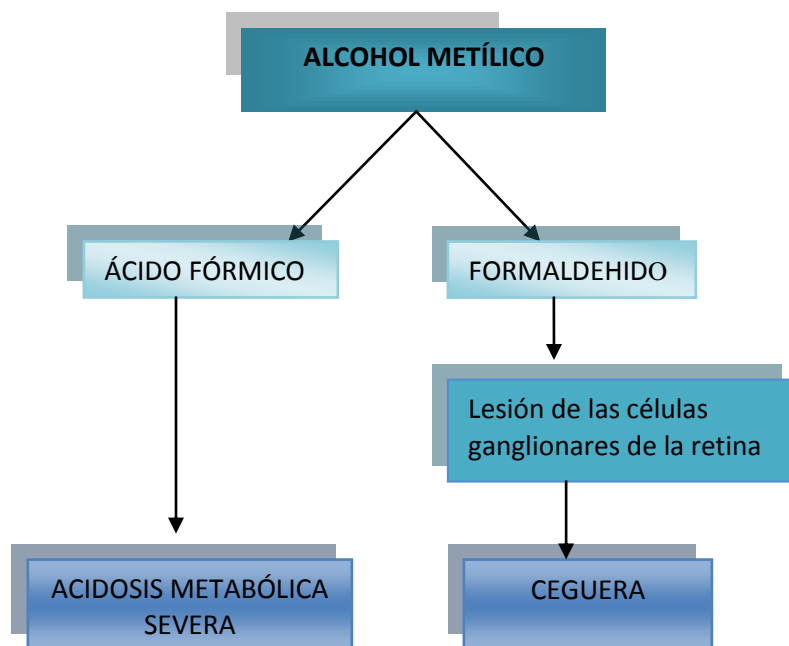 ALCOHOL METÍLICO
ÁCIDO FÓRMICO
FORMALDEHIDO
Lesión de las células
ganglionares de la retina
ACIDOSIS METABÓLICA
SEVERA
CEGUERA